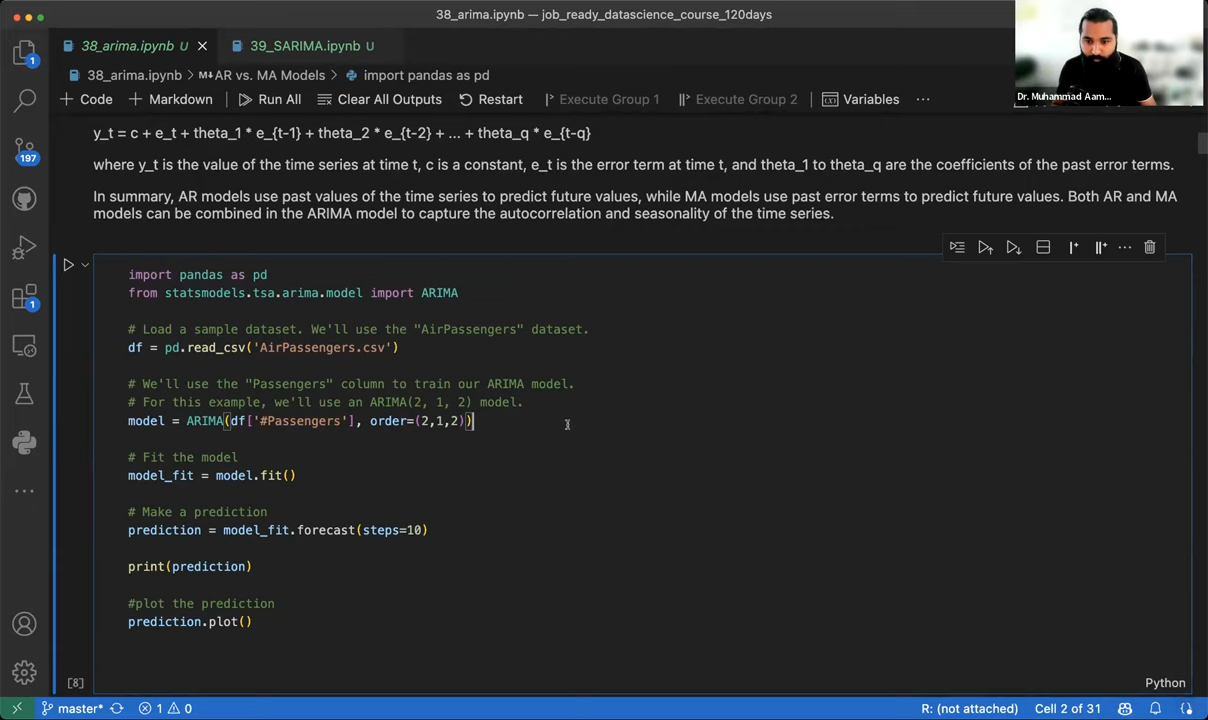 38_arima.ipynb - job_ready_datascience_course_120days
38_arima.ipynb U
39_SARIMA.ipynb U
38_arima.ipynb > M↓AR vs. MA Models > import pandas as pd
+ Code + Markdown Run All Clear All Outputs Restart Execute Group 1 Execute Group 2 Variables ...
Dr. Muhammad Aam...
1
197
1
y_t = c + e_t + theta_1 * e_{t-1} + theta_2 * e_{t-2} + ... + theta_q * e_{t-q}
where y_t is the value of the time series at time t, c is a constant, e_t is the error term at time t, and theta_1 to theta_q are the coefficients of the past error terms.
In summary, AR models use past values of the time series to predict future values, while MA models use past error terms to predict future values. Both AR and MA
models can be combined in the ARIMA model to capture the autocorrelation and seasonality of the time series.
import pandas as pd
from statsmodels.tsa.arima.model import ARIMA
# Load a sample dataset. We'll use the "AirPassengers" dataset.
df = pd.read_csv('AirPassengers.csv')
# We'll use the "Passengers" column to train our ARIMA model.
# For this example, we'll use an ARIMA(2, 1, 2) model.
model = ARIMA(df['#Passengers'], order=(2,1,2))
# Fit the model
model_fit = model.fit()
# Make a prediction
prediction = model_fit.forecast(steps=10)
print(prediction)
#plot the prediction
prediction.plot()
[8]
Python
master* 1 0 R: (not attached) Cell 2 of 31